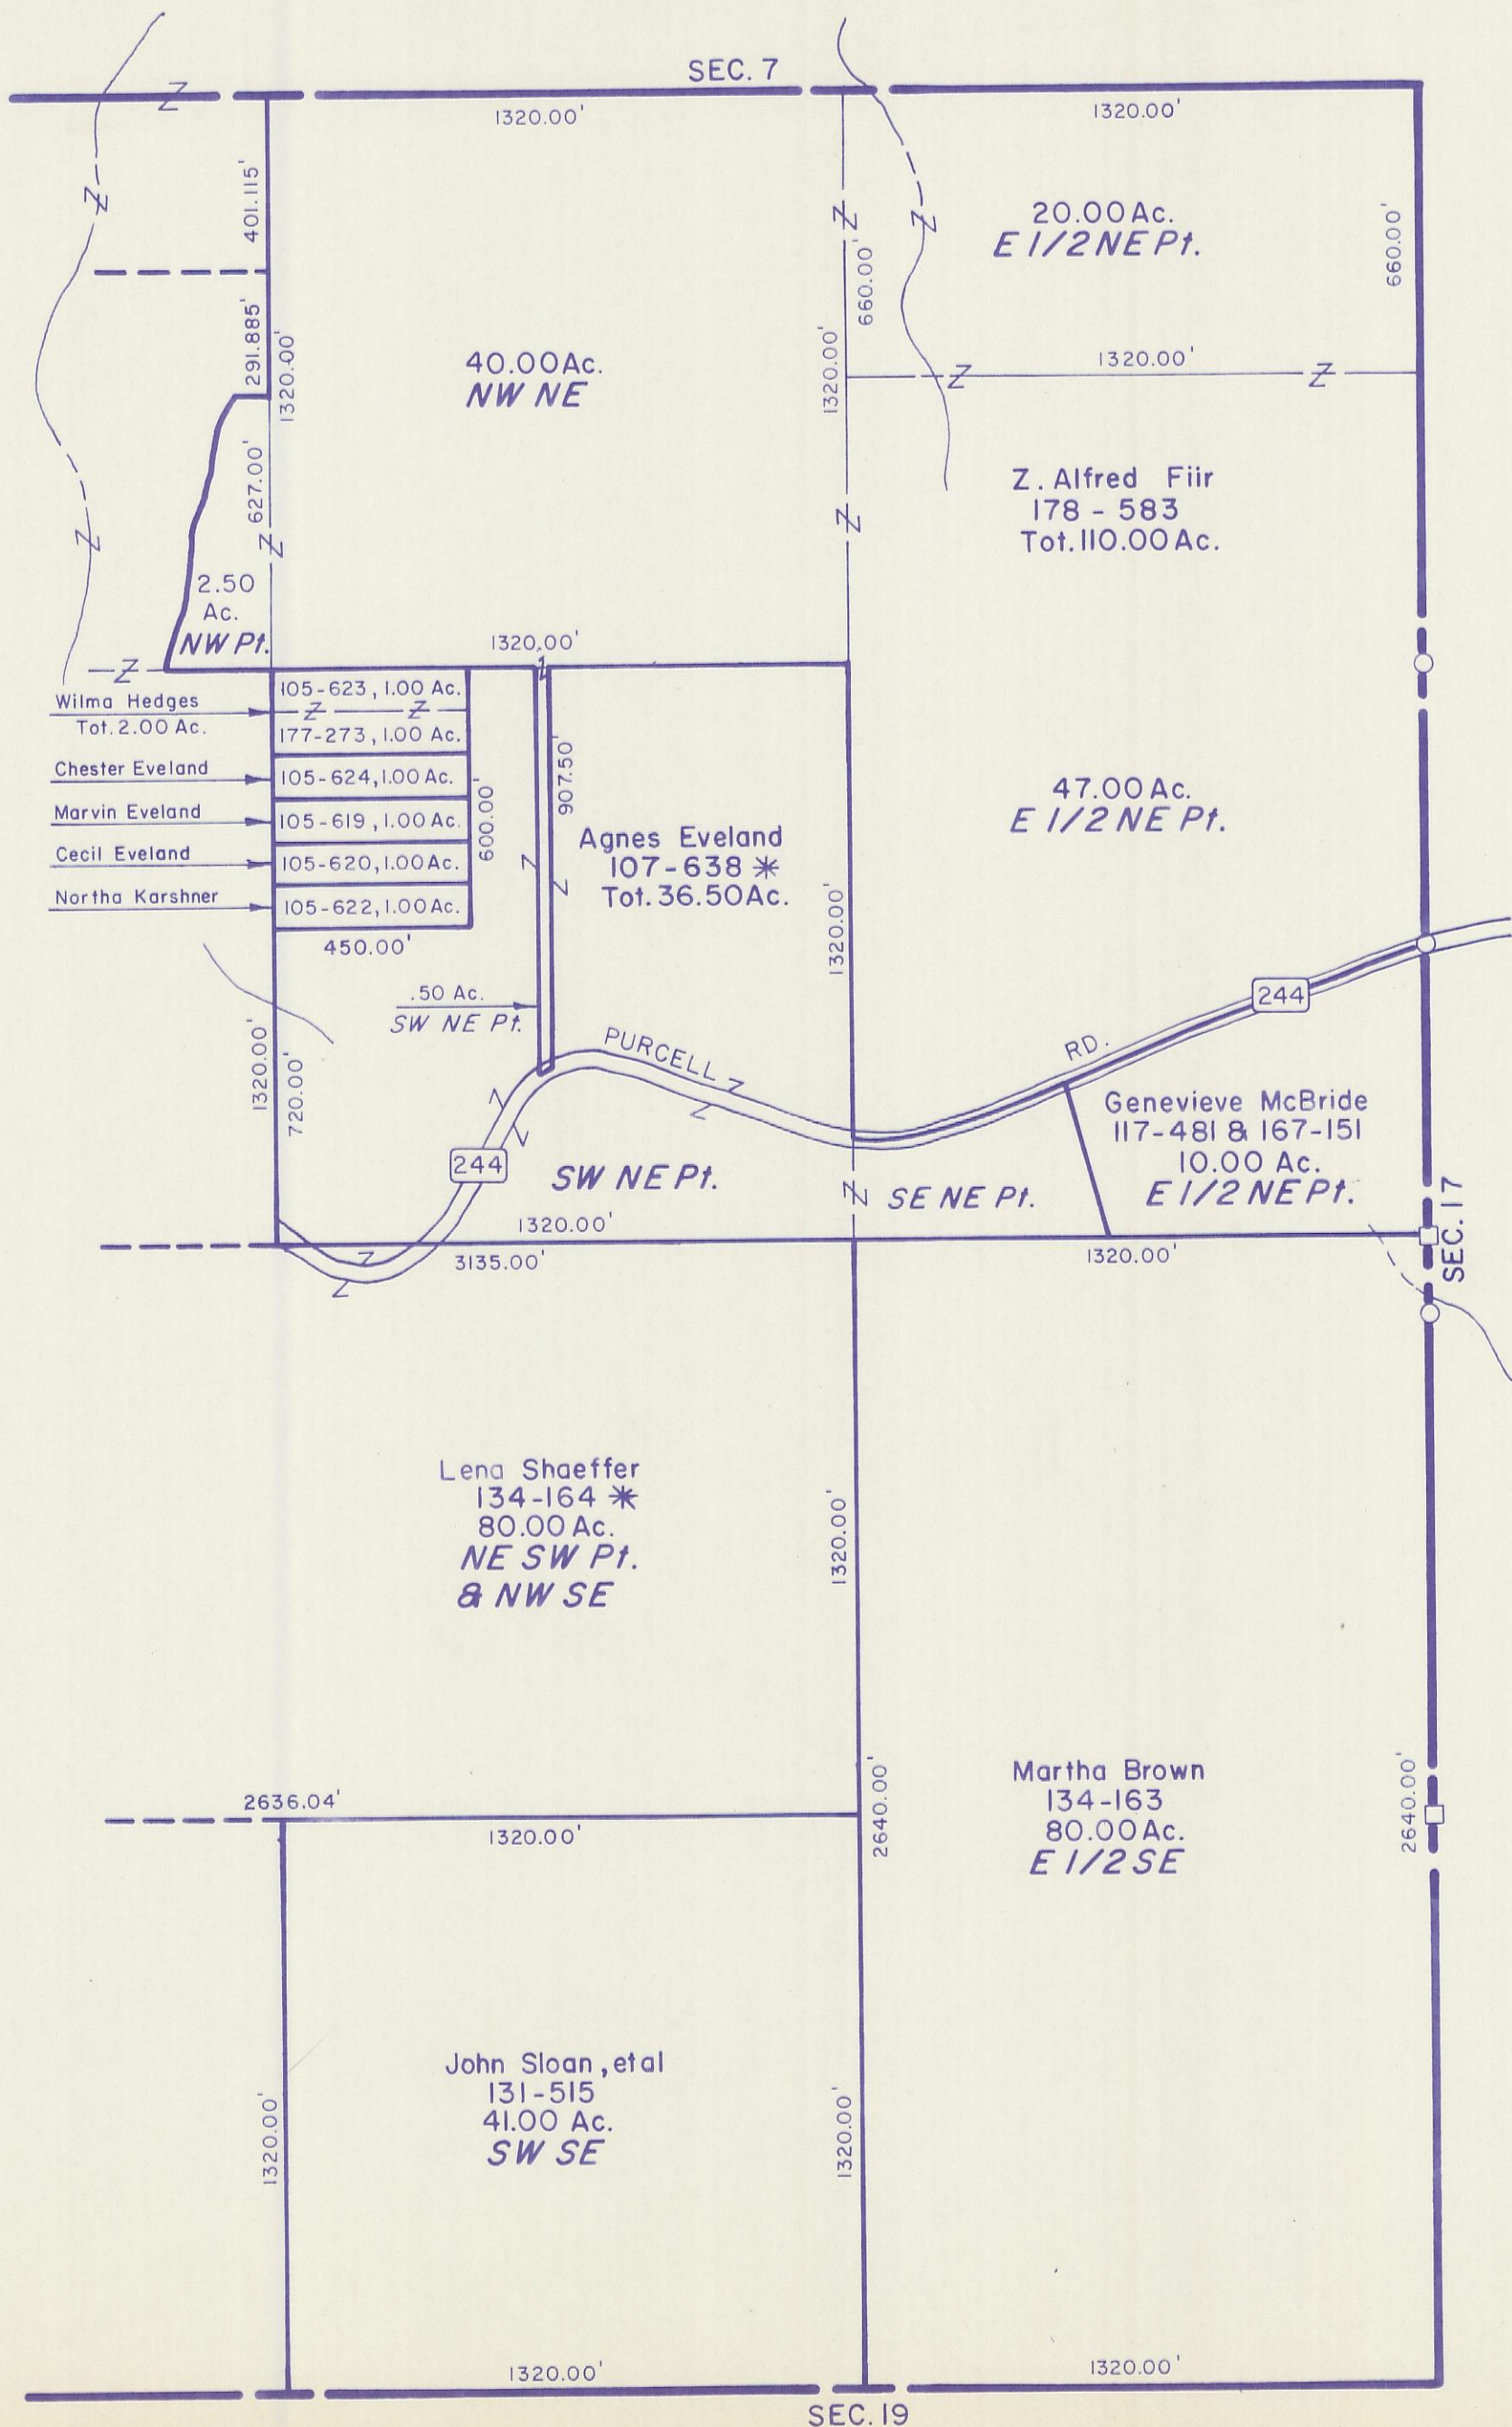 SEC. 7
1320.00'
1320.00'
401.115'
291.885'
1320.00'
627.00'
40.00 Ac.
NW NE
1320.00'
660.00'
20.00 Ac.
E 1/2 NE Pt.
660.00'
1320.00'
Z. Alfred Fiir
178 - 583
Tot. 110.00 Ac.
2.50
Ac.
NW Pt.
1320.00'
Wilma Hedges
Tot. 2.00 Ac.
105-623, 1.00 Ac.
177-273, 1.00 Ac.
Chester Eveland
105-624, 1.00 Ac.
Marvin Eveland
105-619, 1.00 Ac.
Cecil Eveland
105-620, 1.00 Ac.
Northa Karshner
105-622, 1.00 Ac.
600.00'
450.00'
907.50'
Agnes Eveland
107-638 *
Tot. 36.50 Ac.
1320.00'
47.00 Ac.
E 1/2 NE Pt.
.50 Ac.
SW NE Pt.
1320.00'
720.00'
PURCELL
RD.
244
244
SW NE Pt.
SE NE Pt.
Genevieve McBride
117-481 & 167-151
10.00 Ac.
E 1/2 NE Pt.
SEC. 17
1320.00'
3135.00'
1320.00'
Lena Shaeffer
134-164 *
80.00 Ac.
NE SW Pt.
& NW SE
1320.00'
2636.04'
1320.00'
2640.00'
Martha Brown
134-163
80.00 Ac.
E 1/2 SE
2640.00'
John Sloan, etal
131-515
41.00 Ac.
SW SE
1320.00'
1320.00'
1320.00'
1320.00'
SEC. 19